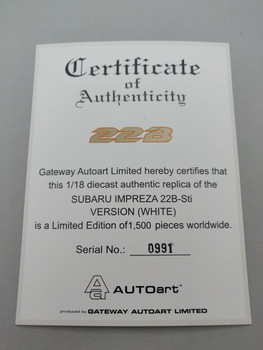 Certificate
of
Authenticity
22B
Gateway Autoart Limited hereby certifies that
this 1/18 diecast authentic replica of the
SUBARU IMPREZA 22B-Sti
VERSION (WHITE)
is a Limited Edition of1,500 pieces worldwide.
Serial No.: 0991
AA AUTOart
produced by GATEWAY AUTOART LIMITED